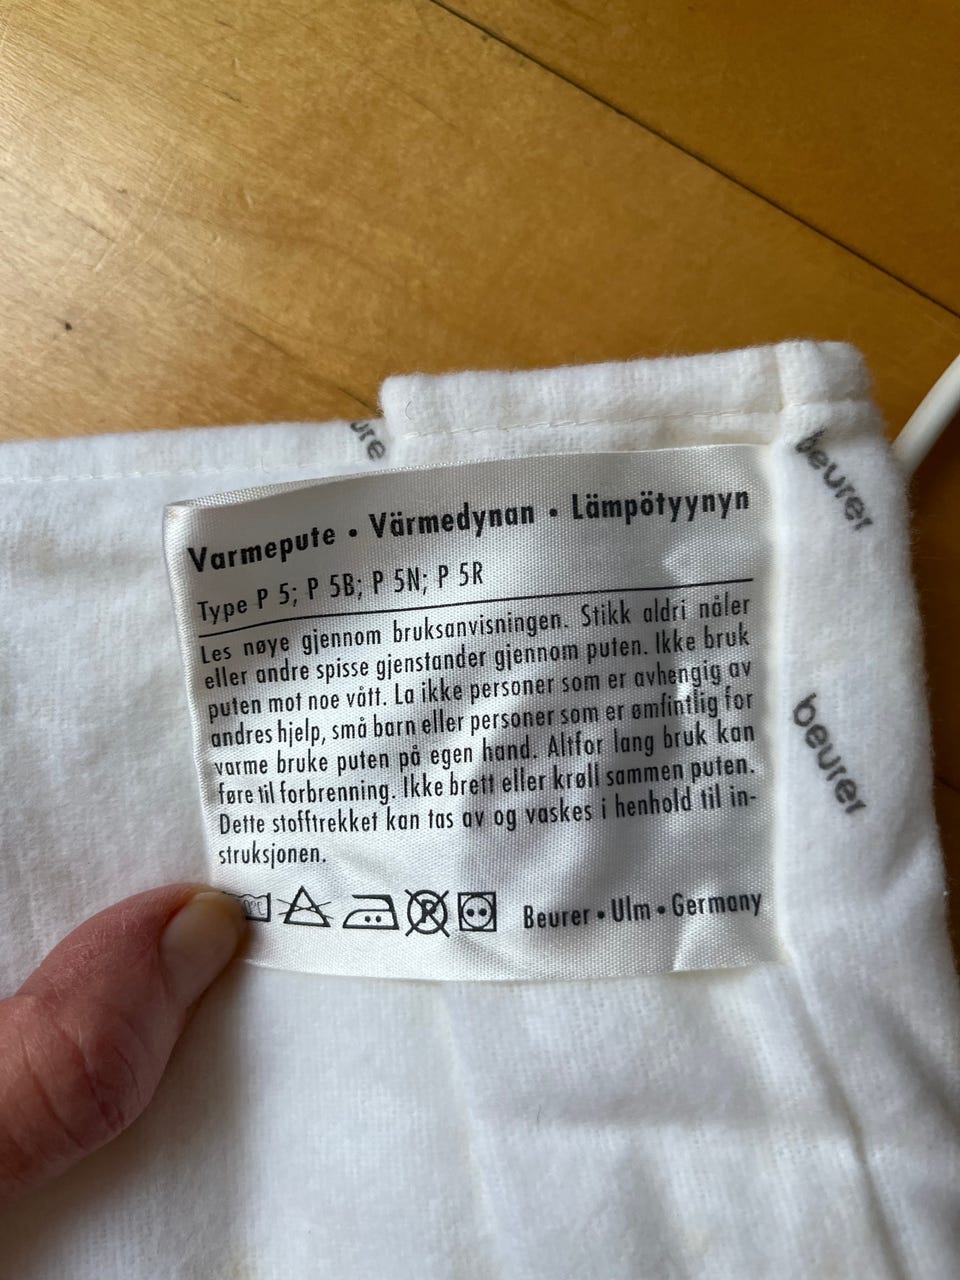 ure
beurer
beurer
Varmepute • Värmedynan • Lämpötyynyn
Type P 5; P 5B; P 5N; P 5R
Les nøye gjennom bruksanvisningen. Stikk aldri nåler
eller andre spisse gjenstander gjennom puten. Ikke bruk
puten mot noe vått. La ikke personer som er avhengig av
andres hjelp, små barn eller personer som er ømfintlig for
varme bruke puten på egen hand. Altfor lang bruk kan
føre til forbrenning. Ikke brett eller krøll sammen puten.
Dette stofftrekket kan tas av og vaskes i henhold til in-
struksjonen.
P
Beurer • Ulm • Germany